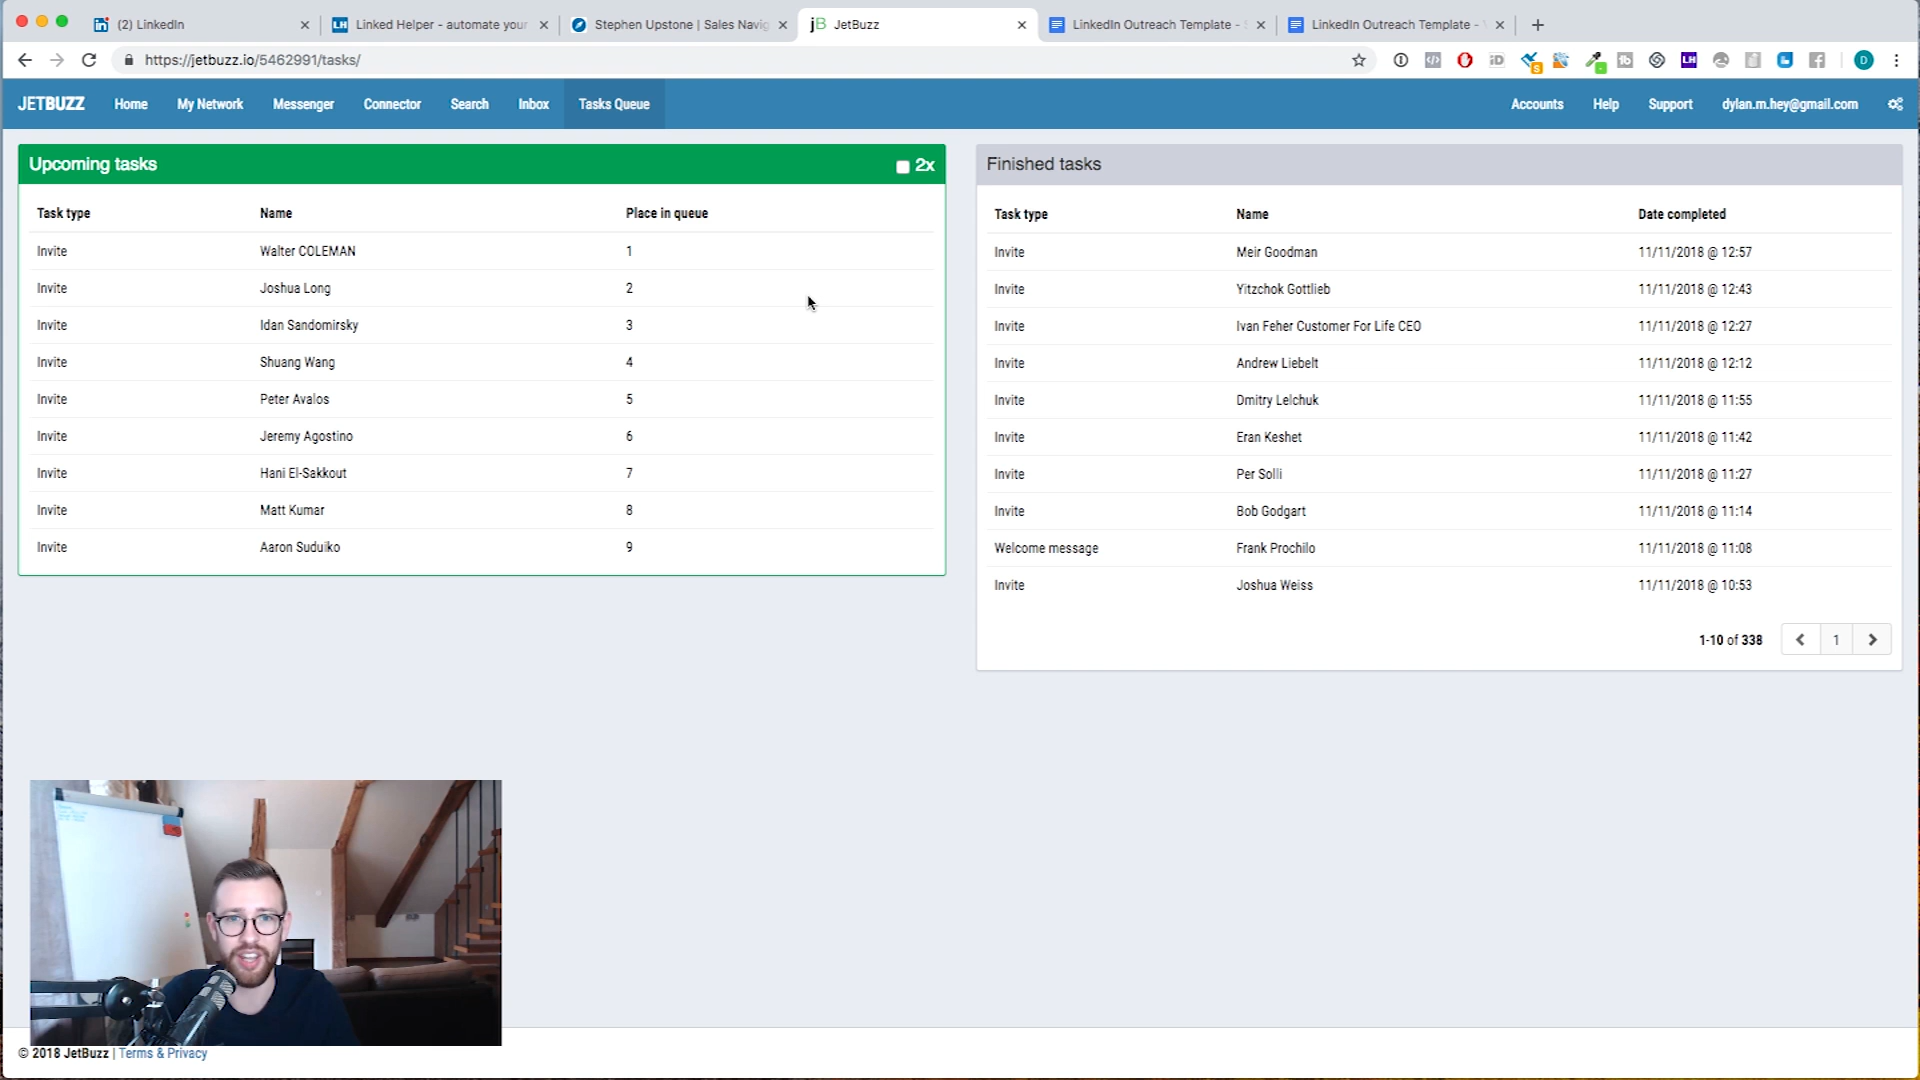 (2) LinkedIn
Linked Helper - automate your
Stephen Upstone | Sales Navig
jB JetBuzz
LinkedIn Outreach Template -
LinkedIn Outreach Template -
https://jetbuzz.io/5462991/tasks/
JETBUZZ Home My Network Messenger Connector Search Inbox Tasks Queue Accounts Help Support dylan.m.hey@gmail.com
Upcoming tasks 2x
Task type Name Place in queue
Invite Walter COLEMAN 1
Invite Joshua Long 2
Invite Idan Sandomirsky 3
Invite Shuang Wang 4
Invite Peter Avalos 5
Invite Jeremy Agostino 6
Invite Hani El-Sakkout 7
Invite Matt Kumar 8
Invite Aaron Suduiko 9
Finished tasks
Task type Name Date completed
Invite Meir Goodman 11/11/2018 @ 12:57
Invite Yitzchok Gottlieb 11/11/2018 @ 12:43
Invite Ivan Feher Customer For Life CEO 11/11/2018 @ 12:27
Invite Andrew Liebelt 11/11/2018 @ 12:12
Invite Dmitry Lelchuk 11/11/2018 @ 11:55
Invite Eran Keshet 11/11/2018 @ 11:42
Invite Per Solli 11/11/2018 @ 11:27
Invite Bob Godgart 11/11/2018 @ 11:14
Welcome message Frank Prochilo 11/11/2018 @ 11:08
Invite Joshua Weiss 11/11/2018 @ 10:53
1-10 of 338 1
© 2018 JetBuzz | Terms & Privacy